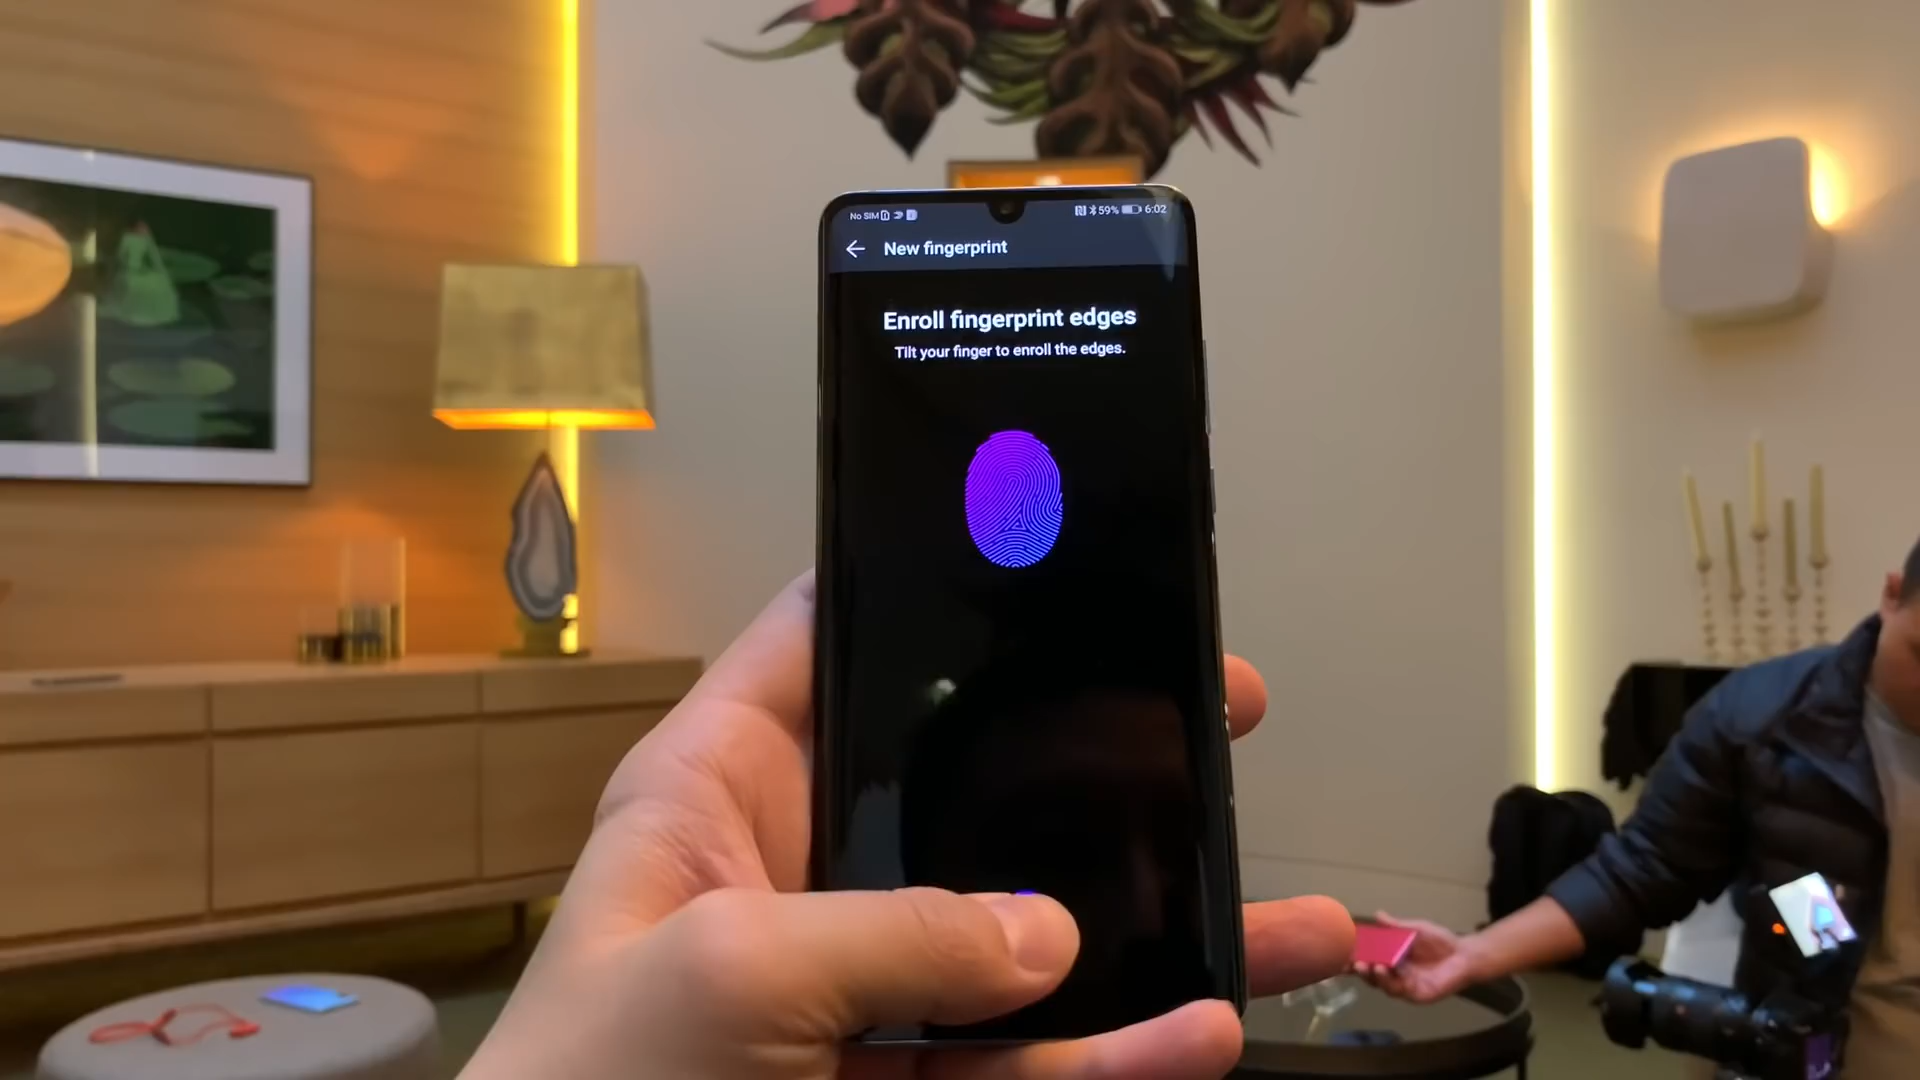 No SIM 59% 6:02
New fingerprint
Enroll fingerprint edges
Tilt your finger to enroll the edges.